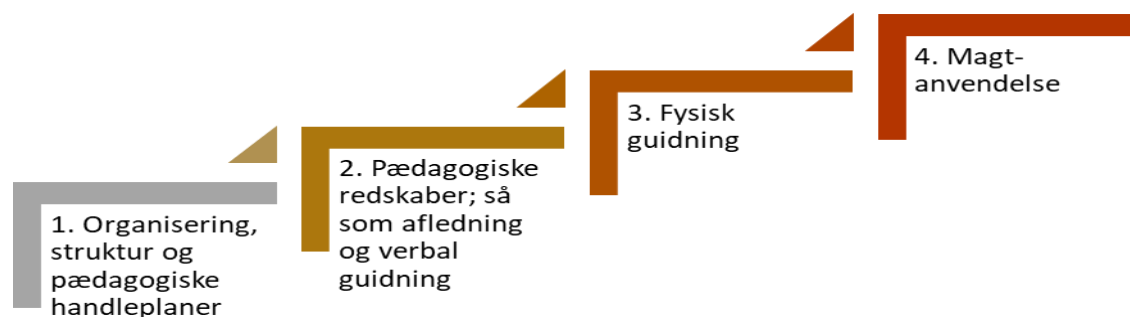 1. Organisering,
struktur og
pædagogiske
handleplaner
2. Pædagogiske
redskaber; så
som afledning
og verbal
guidning
3. Fysisk
guidning
4. Magt-
anvendelse